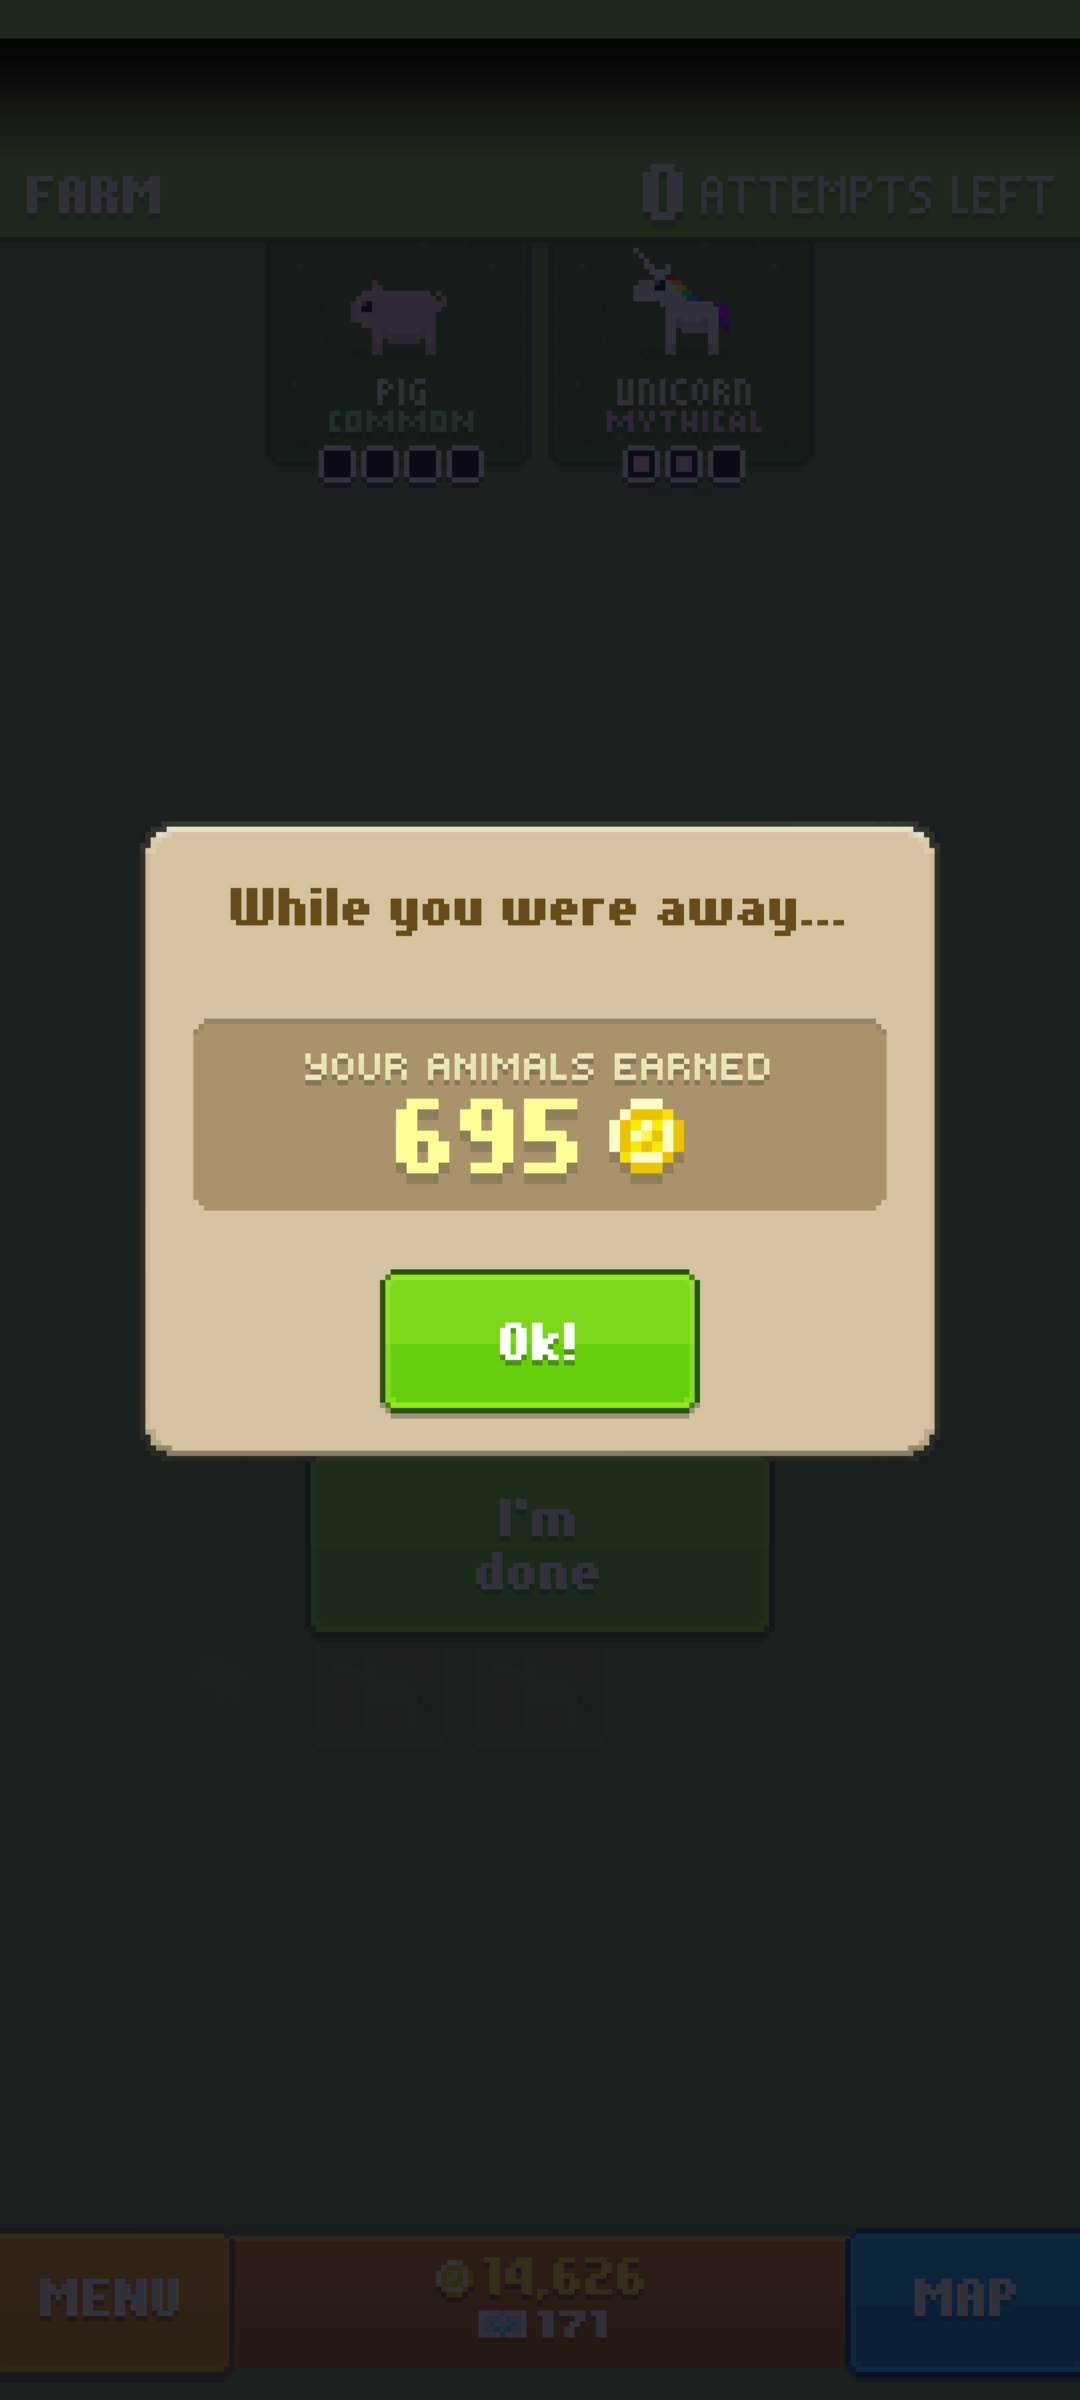 FARM
0 ATTEMPTS LEFT
PIG
COMMON
UNICORN
MYTHICAL
While you were away...
YOUR ANIMALS EARNED
695
Ok!
I'm
done
MENU
14,626
171
MAP